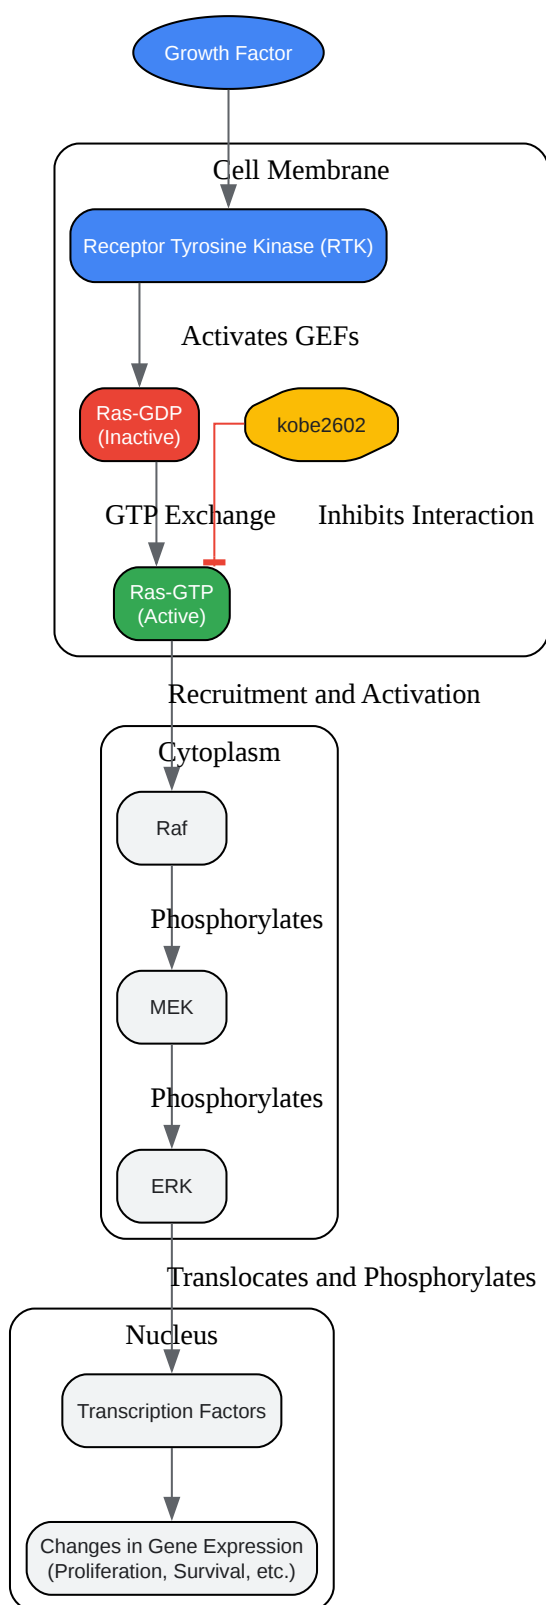 Growth Factor
Cell Membrane
Receptor Tyrosine Kinase (RTK)
Activates GEFs
Ras-GDP
(Inactive)
kobe2602
GTP Exchange
Inhibits Interaction
Ras-GTP
(Active)
Recruitment and Activation
Cytoplasm
Raf
Phosphorylates
MEK
Phosphorylates
ERK
Translocates and Phosphorylates
Nucleus
Transcription Factors
Changes in Gene Expression
(Proliferation, Survival, etc.)